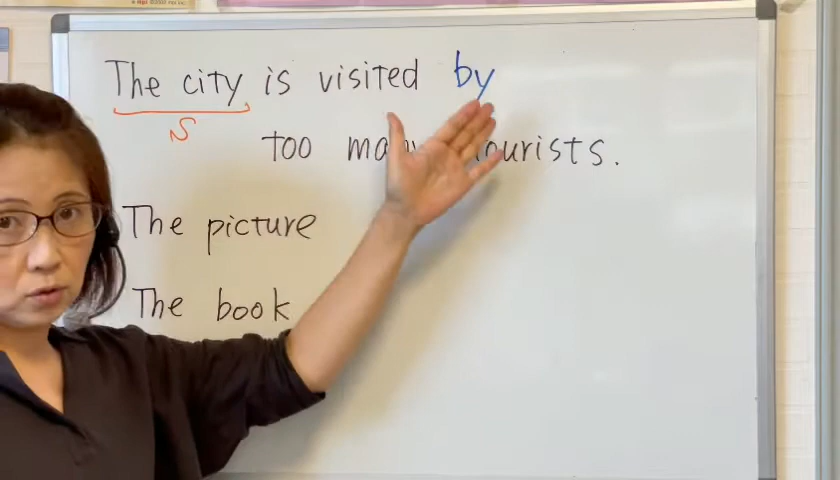 The city is visited by
S
too many tourists.
The picture
The book